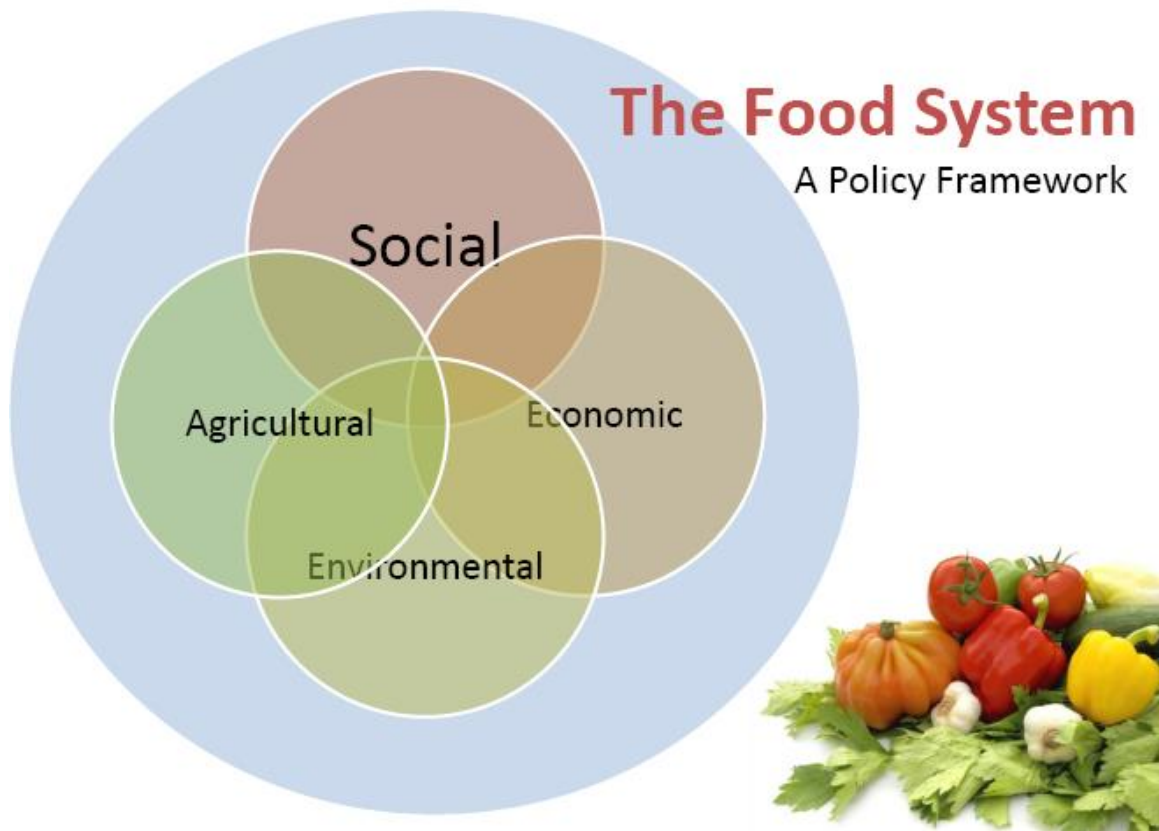 The Food System
A Policy Framework
Social
Agricultural
Economic
Environmental